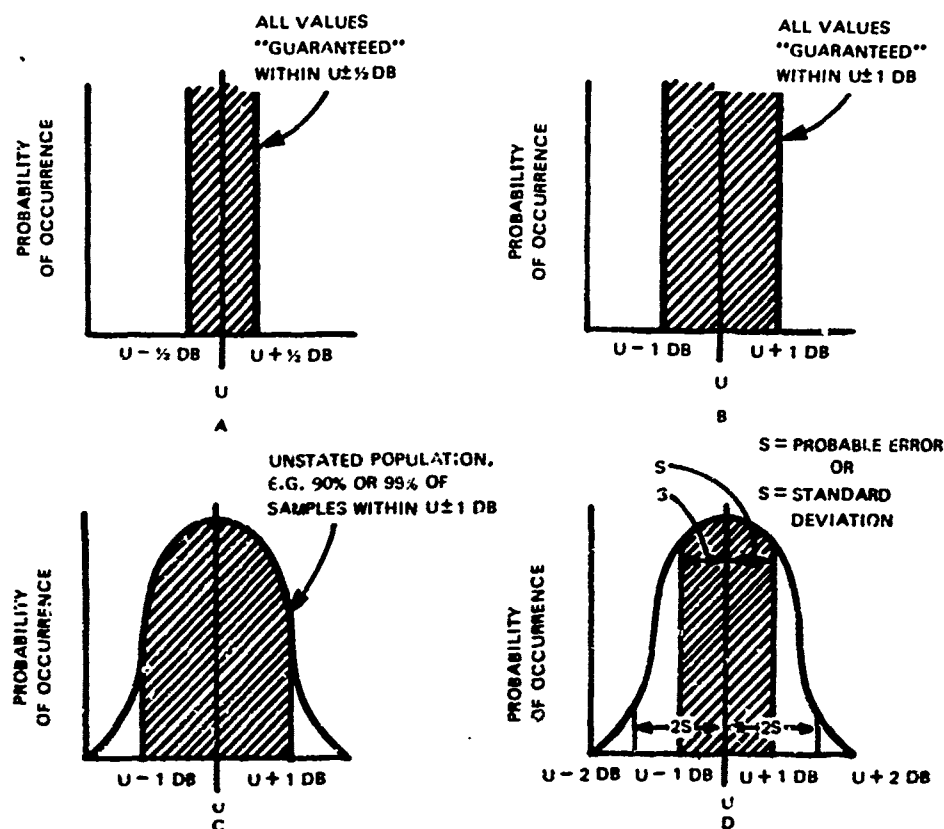 ALL VALUES
"GUARANTEED"
WITHIN U±½ DB
PROBABILITY
OF OCCURRENCE
U − ½ DB
U + ½ DB
U
A
ALL VALUES
"GUARANTEED"
WITHIN U±1 DB
PROBABILITY
OF OCCURRENCE
U − 1 DB
U + 1 DB
U
B
UNSTATED POPULATION,
E.G. 90% OR 99% OF
SAMPLES WITHIN U±1 DB
PROBABILITY
OF OCCURRENCE
U − 1 DB
U + 1 DB
U
C
S = PROBABLE ERROR
OR
S = STANDARD
DEVIATION
S
S
PROBABILITY
OF OCCURRENCE
2S
2S
U − 2 DB
U − 1 DB
U + 1 DB
U + 2 DB
U
D